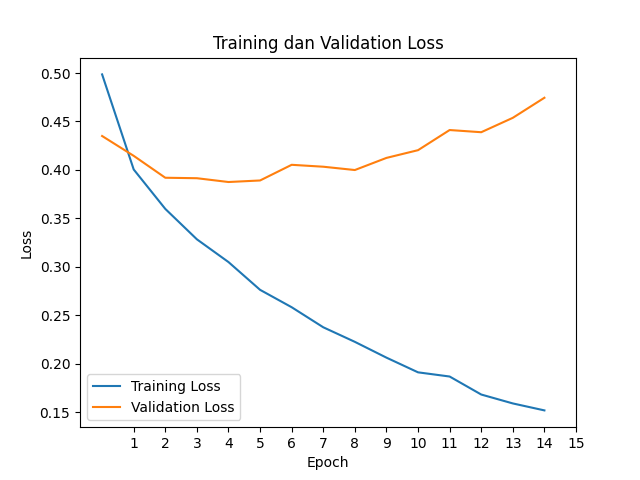 Training dan Validation Loss
0.50
0.45
0.40
0.35
0.30
0.25
0.20
0.15
Loss
Training Loss
Validation Loss
1 2 3 4 5 6 7 8 9 10 11 12 13 14 15
Epoch